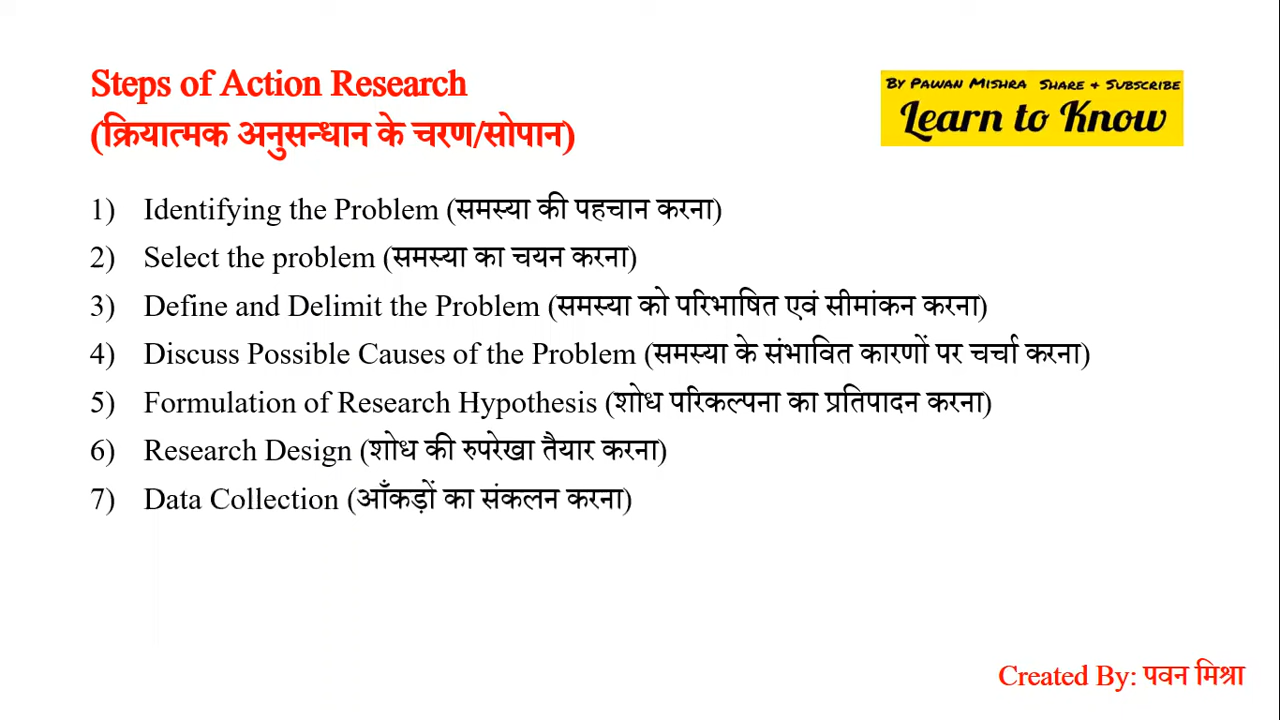 Steps of Action Research
(क्रियात्मक अनुसन्धान के चरण/सोपान)
By Pawan Mishra Share & Subscribe
Learn to Know
1) Identifying the Problem (समस्या की पहचान करना)
2) Select the problem (समस्या का चयन करना)
3) Define and Delimit the Problem (समस्या को परिभाषित एवं सीमांकन करना)
4) Discuss Possible Causes of the Problem (समस्या के संभावित कारणों पर चर्चा करना)
5) Formulation of Research Hypothesis (शोध परिकल्पना का प्रतिपादन करना)
6) Research Design (शोध की रुपरेखा तैयार करना)
7) Data Collection (आँकड़ों का संकलन करना)
Created By: पवन मिश्रा